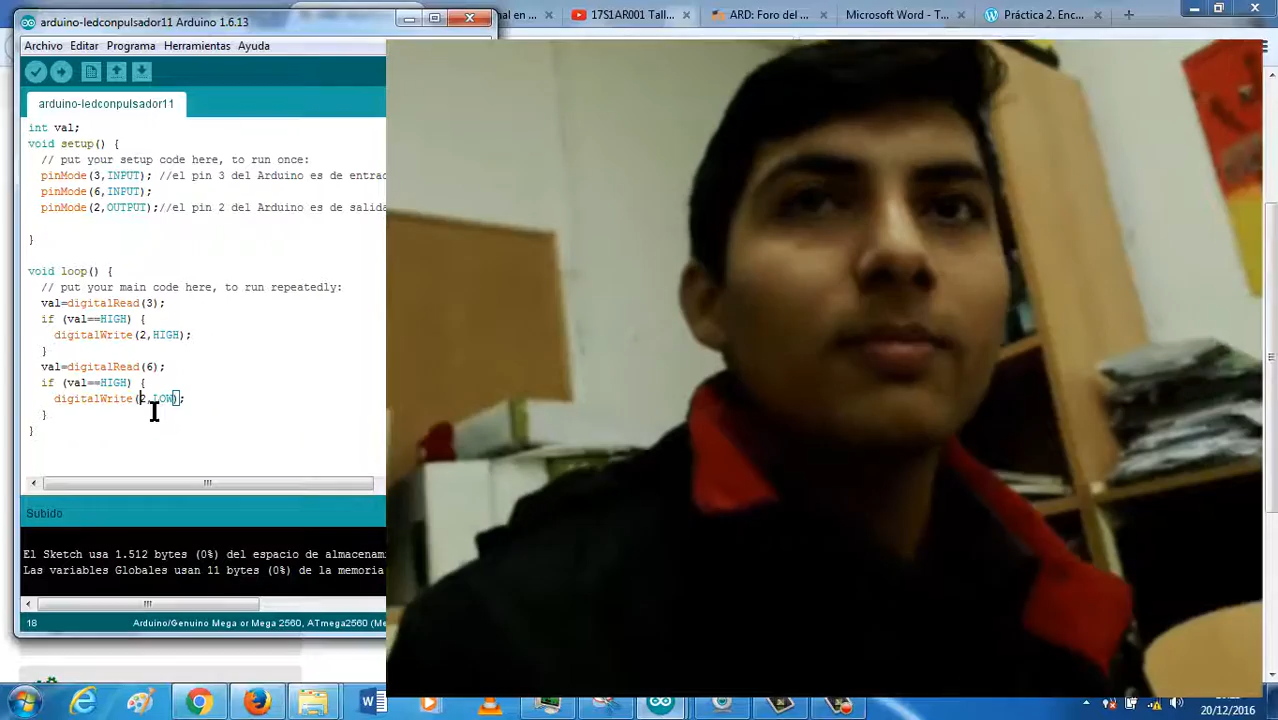 arduino-ledconpulsador11 Arduino 1.6.13
al en
17S1AR001 Tall...
ARD: Foro del ...
Microsoft Word - T...
Práctica 2. Enc...
Archivo Editar Programa Herramientas Ayuda
arduino-ledconpulsador11
int val;
void setup() {
// put your setup code here, to run once:
pinMode(3,INPUT); //el pin 3 del Arduino es de entrad
pinMode(6,INPUT);
pinMode(2,OUTPUT);//el pin 2 del Arduino es de salida
}
void loop() {
// put your main code here, to run repeatedly:
val=digitalRead(3);
if (val==HIGH) {
digitalWrite(2,HIGH);
}
val=digitalRead(6);
if (val==HIGH) {
digitalWrite(2,LOW);
}
}
Subido
El Sketch usa 1.512 bytes (0%) del espacio de almacenami
Las variables Globales usan 11 bytes (0%) de la memoria
18
Arduino/Genuino Mega or Mega 2560, ATmega2560 (Me
20/12/2016